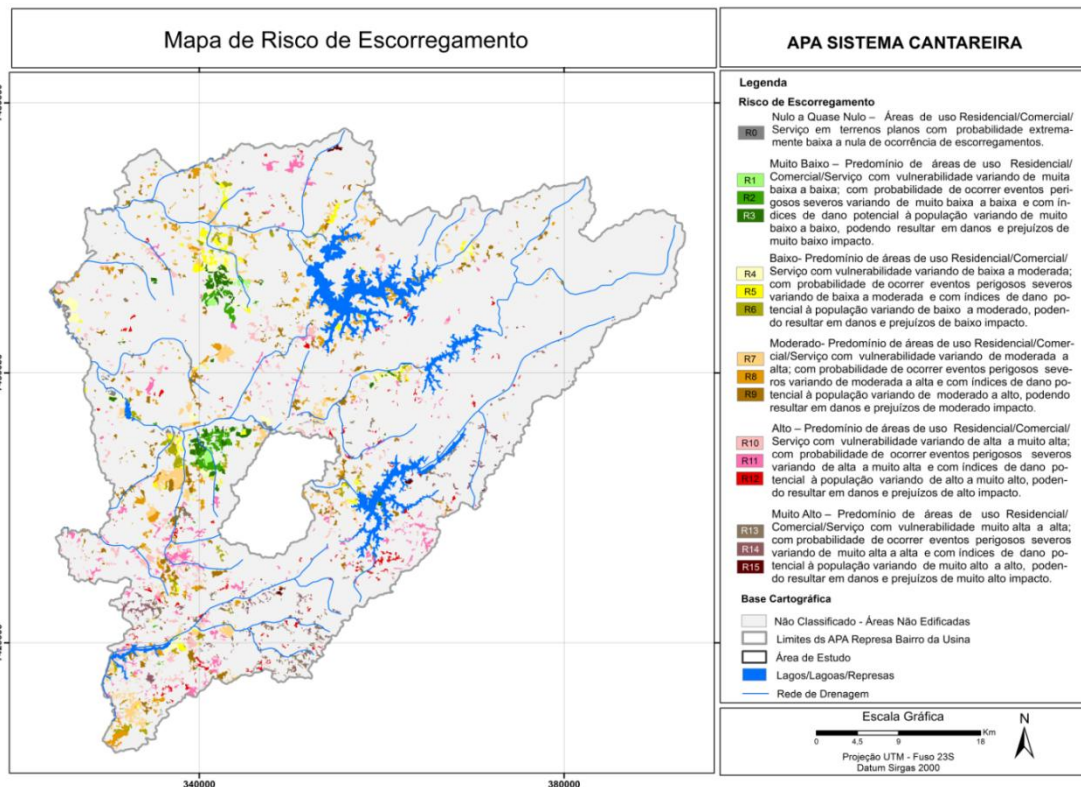 Mapa de Risco de Escorregamento
APA SISTEMA CANTAREIRA
Legenda
Risco de Escorregamento
R0
Nulo a Quase Nulo – Áreas de uso Residencial/Comercial/
Serviço em terrenos planos com probabilidade extrema-
mente baixa a nula de ocorrência de escorregamentos.
R1
R2
R3
Muito Baixo – Predomínio de áreas de uso Residencial/
Comercial/Serviço com vulnerabilidade variando de muita
baixa a baixa; com probabilidade de ocorrer eventos peri-
gosos severos variando de muito baixa a baixa e com ín-
dices de dano potencial à população variando de muito
baixo a baixo, podendo resultar em danos e prejuízos de
muito baixo impacto.
R4
R5
R6
Baixo- Predomínio de áreas de uso Residencial/Comercial/
Serviço com vulnerabilidade variando de baixa a moderada;
com probabilidade de ocorrer eventos perigosos severos
variando de baixa a moderada e com índices de dano po-
tencial à população variando de baixo a moderado, poden-
do resultar em danos e prejuízos de baixo impacto.
R7
R8
R9
Moderado- Predomínio de áreas de uso Residencial/Comer-
cial/Serviço com vulnerabilidade variando de moderada a
alta; com probabilidade de ocorrer eventos perigosos seve-
ros variando de moderada a alta e com índices de dano po-
tencial à população variando de moderado a alto, podendo
resultar em danos e prejuízos de moderado impacto.
R10
R11
R12
Alto – Predomínio de áreas de uso Residencial/Comercial/
Serviço com vulnerabilidade variando de alta a muito alta;
com probabilidade de ocorrer eventos perigosos severos
variando de alta a muito alta e com índices de dano po-
tencial à população variando de alto a muito alto, poden-
do resultar em danos e prejuízos de alto impacto.
R13
R14
R15
Muito Alto – Predomínio de áreas de uso Residencial/
Comercial/Serviço com vulnerabilidade muito alta a alta;
com probabilidade de ocorrer eventos perigosos severos
variando de muito alta a alta e com índices de dano po-
tencial à população variando de muito alto a alto, poden-
do resultar em danos e prejuízos de muito alto impacto.
Base Cartográfica
Não Classificado - Áreas Não Edificadas
Limites ds APA Represa Bairro da Usina
Área de Estudo
Lagos/Lagoas/Represas
Rede de Drenagem
Escala Gráfica
N
Km
0 4,5 9 18
Projeção UTM - Fuso 23S
Datum Sirgas 2000
340000
380000